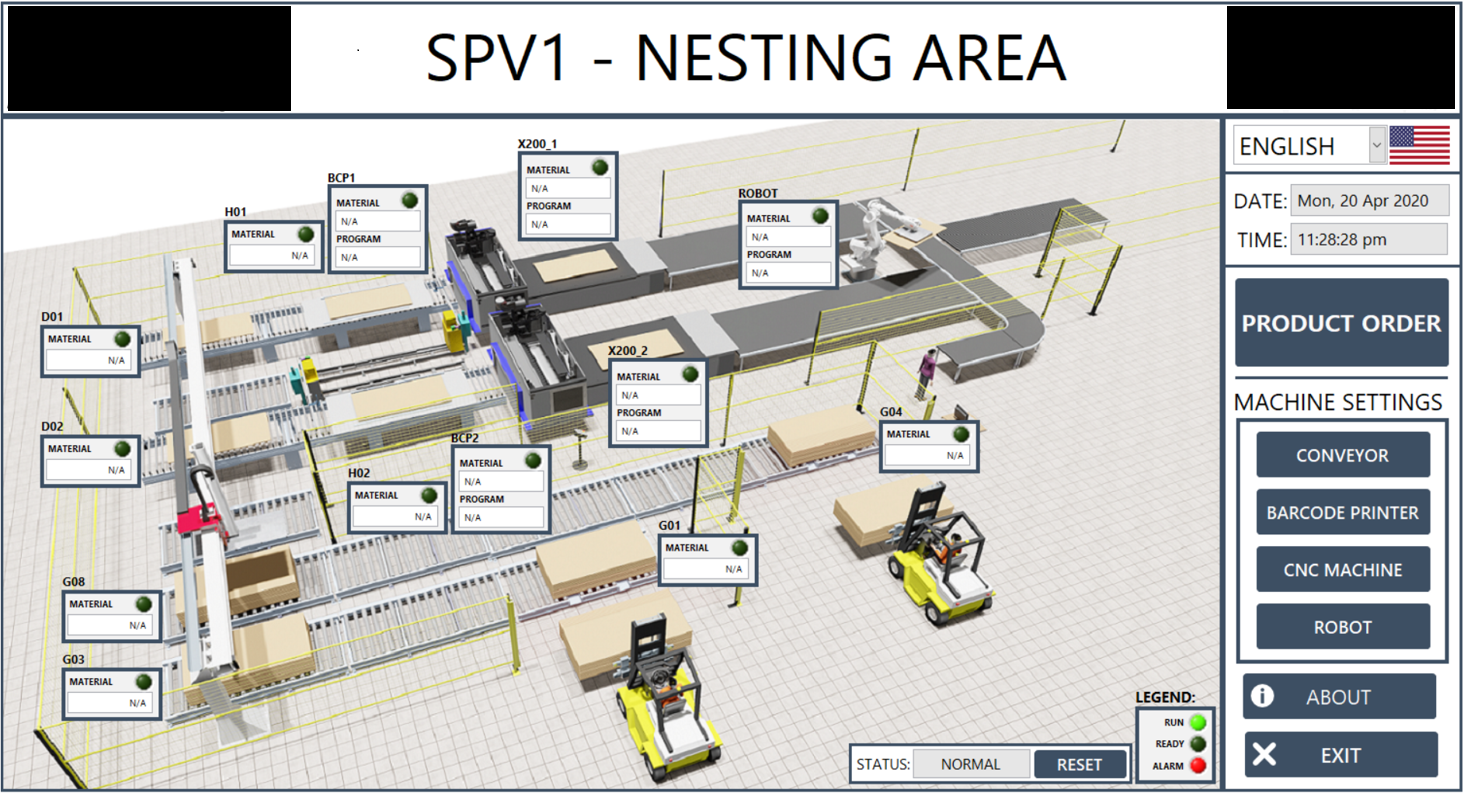 SPV1 - NESTING AREA
ENGLISH
DATE: Mon, 20 Apr 2020
TIME: 11:28:28 pm
PRODUCT ORDER
MACHINE SETTINGS
CONVEYOR
BARCODE PRINTER
CNC MACHINE
ROBOT
ABOUT
EXIT
X200_1
MATERIAL
N/A
PROGRAM
N/A
BCP1
MATERIAL
N/A
PROGRAM
N/A
ROBOT
MATERIAL
N/A
PROGRAM
N/A
H01
MATERIAL
N/A
D01
MATERIAL
N/A
X200_2
MATERIAL
N/A
PROGRAM
N/A
G04
MATERIAL
N/A
D02
MATERIAL
N/A
BCP2
MATERIAL
N/A
PROGRAM
N/A
H02
MATERIAL
N/A
G01
MATERIAL
N/A
G08
MATERIAL
N/A
G03
MATERIAL
N/A
LEGEND:
RUN
READY
ALARM
STATUS: NORMAL RESET